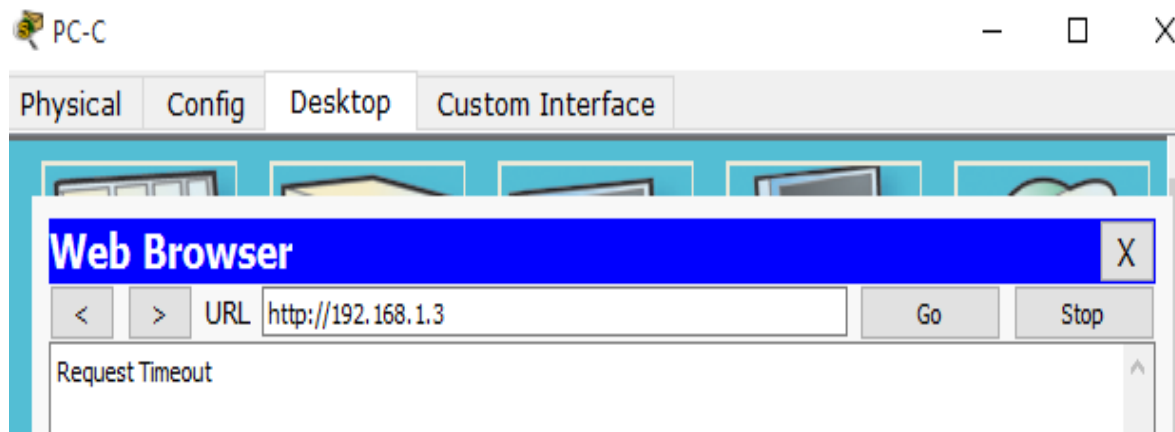 PC-C
Physical Config Desktop Custom Interface
Web Browser X
< > URL http://192.168.1.3 Go Stop
Request Timeout